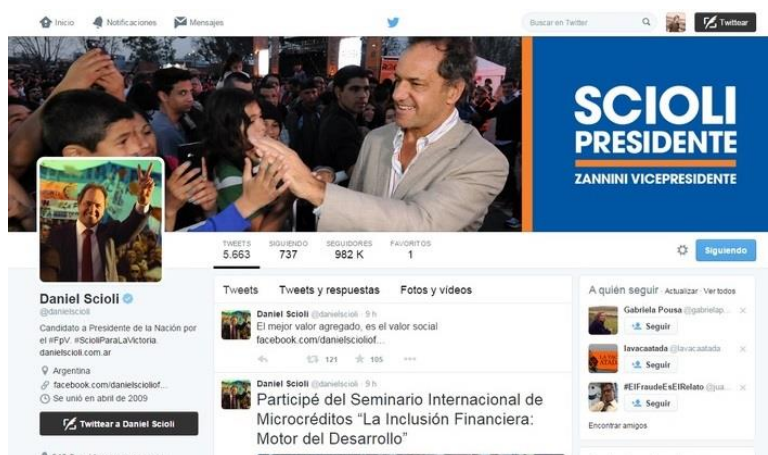 Inicio Notificaciones Mensajes Buscar en Twitter Twittear
SCIOLI
PRESIDENTE
ZANNINI VICEPRESIDENTE
TWEETS SIGUIENDO SEGUIDORES FAVORITOS
5.663 737 982 K 1
Siguiendo
Daniel Scioli
@danielscioli
Candidato a Presidente de la Nación por
el #FpV. #ScioliParaLaVictoria.
danielscioli.com.ar
Argentina
facebook.com/danielscioliof...
Se unió en abril de 2009
Twittear a Daniel Scioli
Tweets Tweets y respuestas Fotos y vídeos
Daniel Scioli @danielscioli · 9 h
El mejor valor agregado, es el valor social
facebook.com/danielscioliof...
121 105
Daniel Scioli @danielscioli · 9 h
Participé del Seminario Internacional de
Microcréditos “La Inclusión Financiera:
Motor del Desarrollo”
A quién seguir · Actualizar · Ver todos
Gabriela Pousa @gabrielap...
Seguir
lavacaatada @lavacaatada
Seguir
#ElFraudeEsElRelato @jua...
Seguir
Encontrar amigos